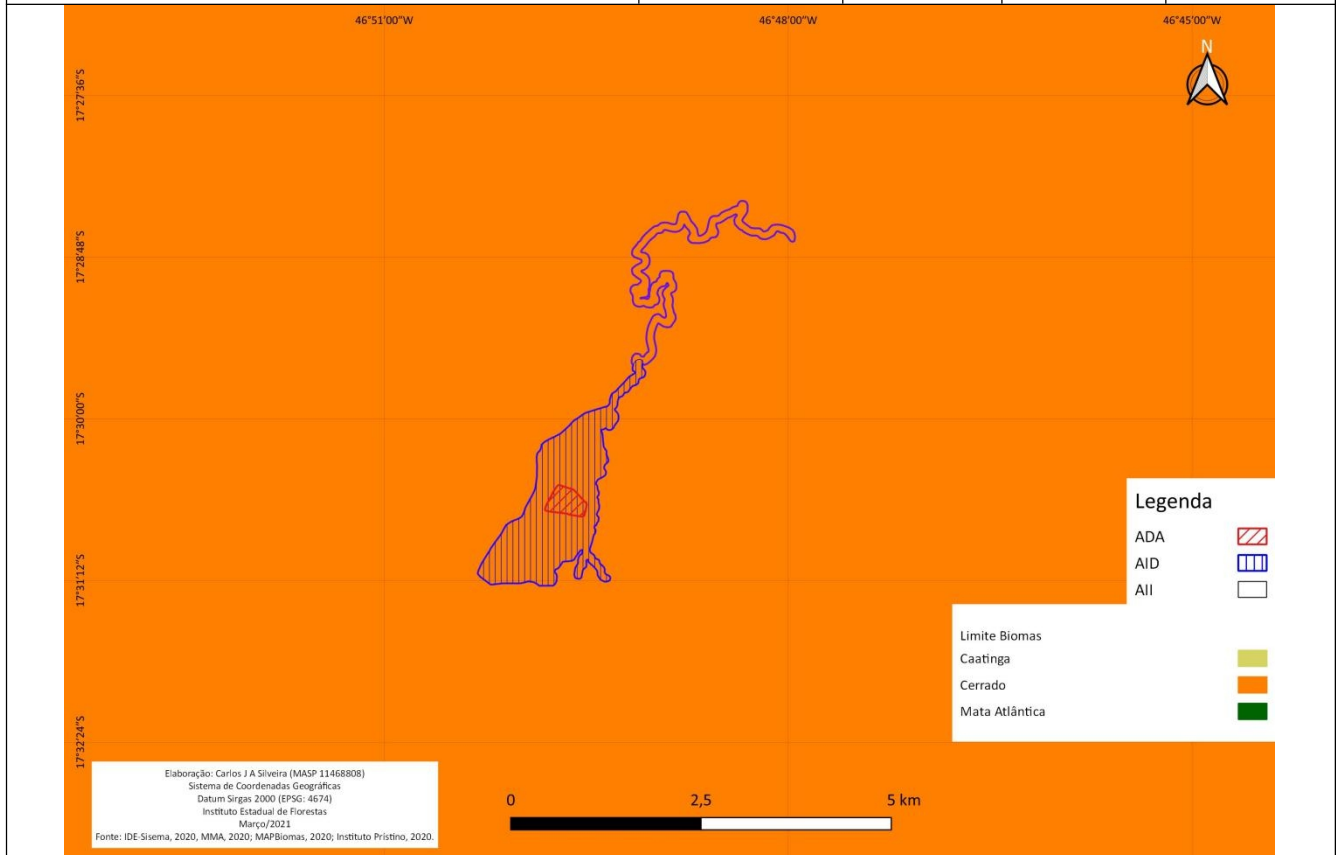 46°51'00"W
46°48'00"W
46°45'00"W
N
17°27'36"S
17°28'48"S
17°30'00"S
17°31'12"S
17°32'24"S
Legenda
ADA
AID
AII
Limite Biomas
Caatinga
Cerrado
Mata Atlântica
Elaboração: Carlos J A Silveira (MASP 11468808)
Sistema de Coordenadas Geográficas
Datum Sirgas 2000 (EPSG: 4674)
Instituto Estadual de Florestas
Março/2021
Fonte: IDE-Sisema, 2020, MMA, 2020; MAPBiomas, 2020; Instituto Prístino, 2020.
0 2,5 5 km